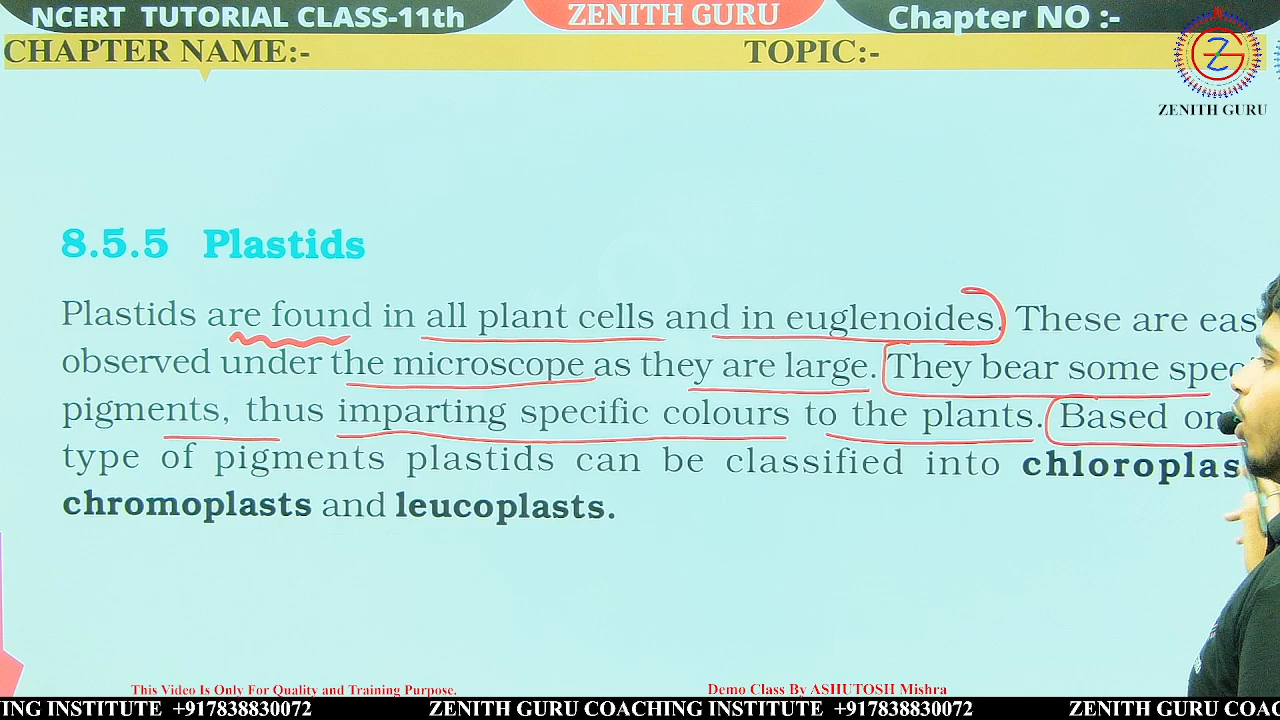 NCERT TUTORIAL CLASS-11th
ZENITH GURU
Chapter NO :-
CHAPTER NAME:-
TOPIC:-
ZENITH GURU
8.5.5 Plastids
Plastids are found in all plant cells and in euglenoides. These are eas
observed under the microscope as they are large. They bear some spec
pigments, thus imparting specific colours to the plants. Based on
type of pigments plastids can be classified into chloroplas
chromoplasts and leucoplasts.
This Video Is Only For Quality and Training Purpose.
Demo Class By ASHUTOSH Mishra
ING INSTITUTE +917838830072 ZENITH GURU COACHING INSTITUTE +917838830072 ZENITH GURU COAC